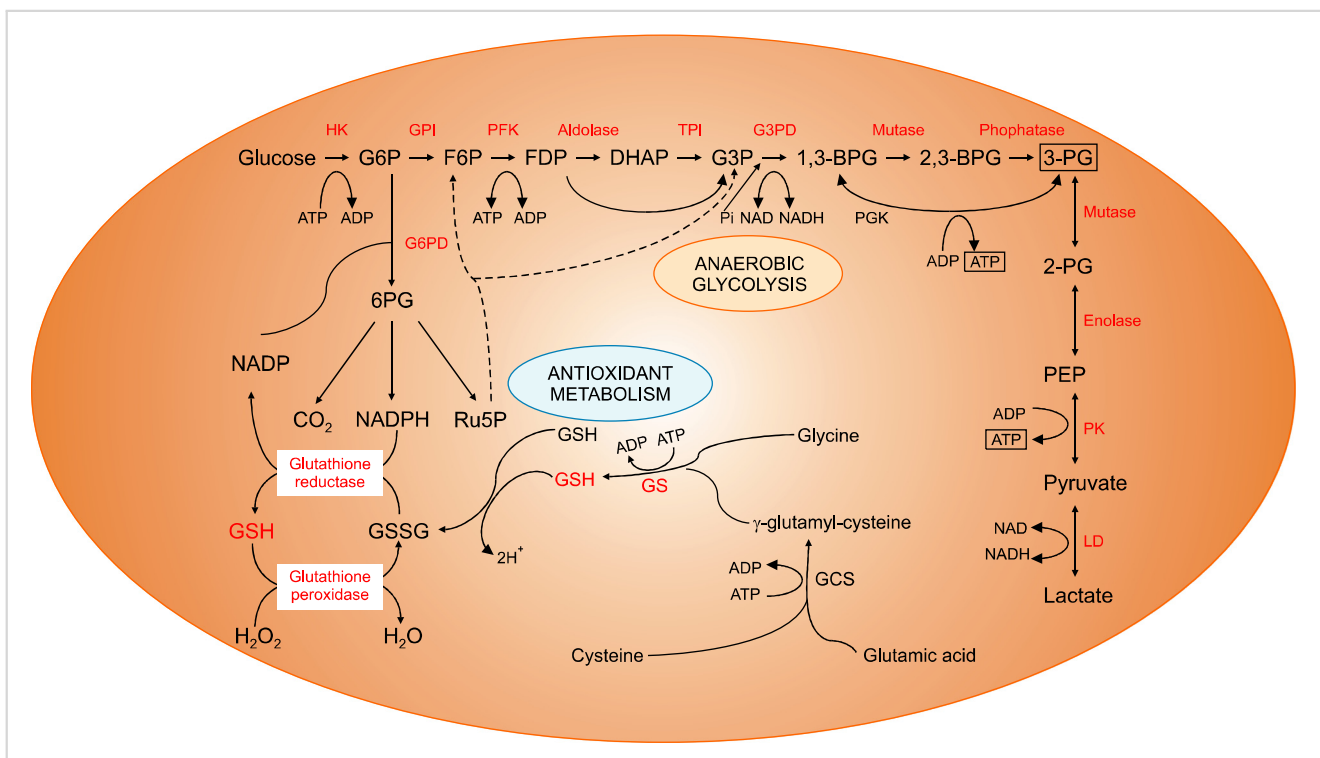 HK GPI PFK Aldolase TPI G3PD Mutase Phophatase
Glucose G6P F6P FDP DHAP G3P 1,3-BPG 2,3-BPG 3-PG
ATP ADP ATP ADP Pi NAD NADH PGK
Mutase
G6PD
ADP ATP
ANAEROBIC
GLYCOLYSIS
2-PG
6PG
Enolase
NADP
PEP
ANTIOXIDANT
METABOLISM
CO₂ NADPH Ru5P
ADP
ATP
PK
GSH
ADP ATP
Glycine
Glutathione
reductase
GSH
GS
Pyruvate
GSH
GSSG
γ-glutamyl-cysteine
NAD
NADH
LD
2H⁺
Glutathione
peroxidase
ADP
ATP
GCS
Lactate
H₂O₂
H₂O
Cysteine
Glutamic acid